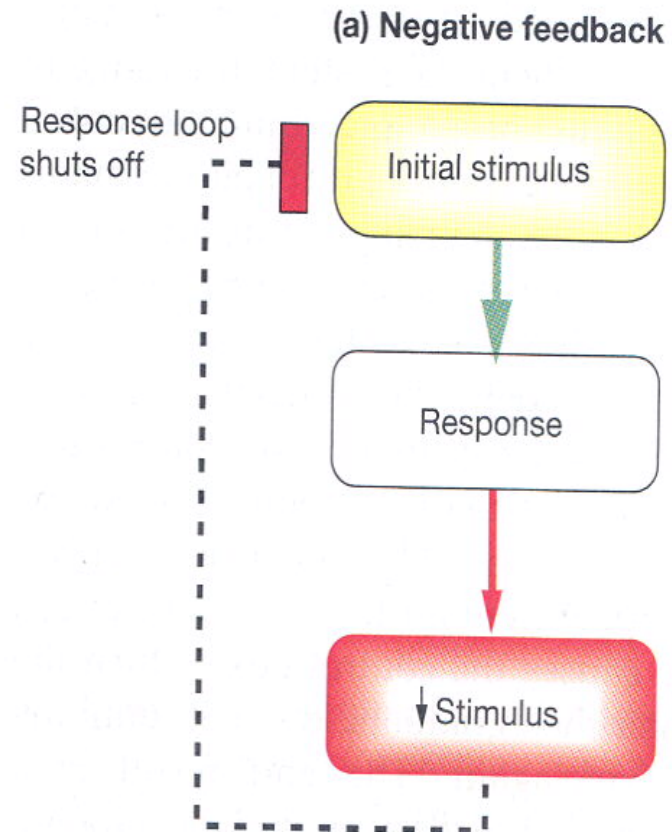 (a) Negative feedback
Response loop
shuts off
Initial stimulus
Response
↓ Stimulus